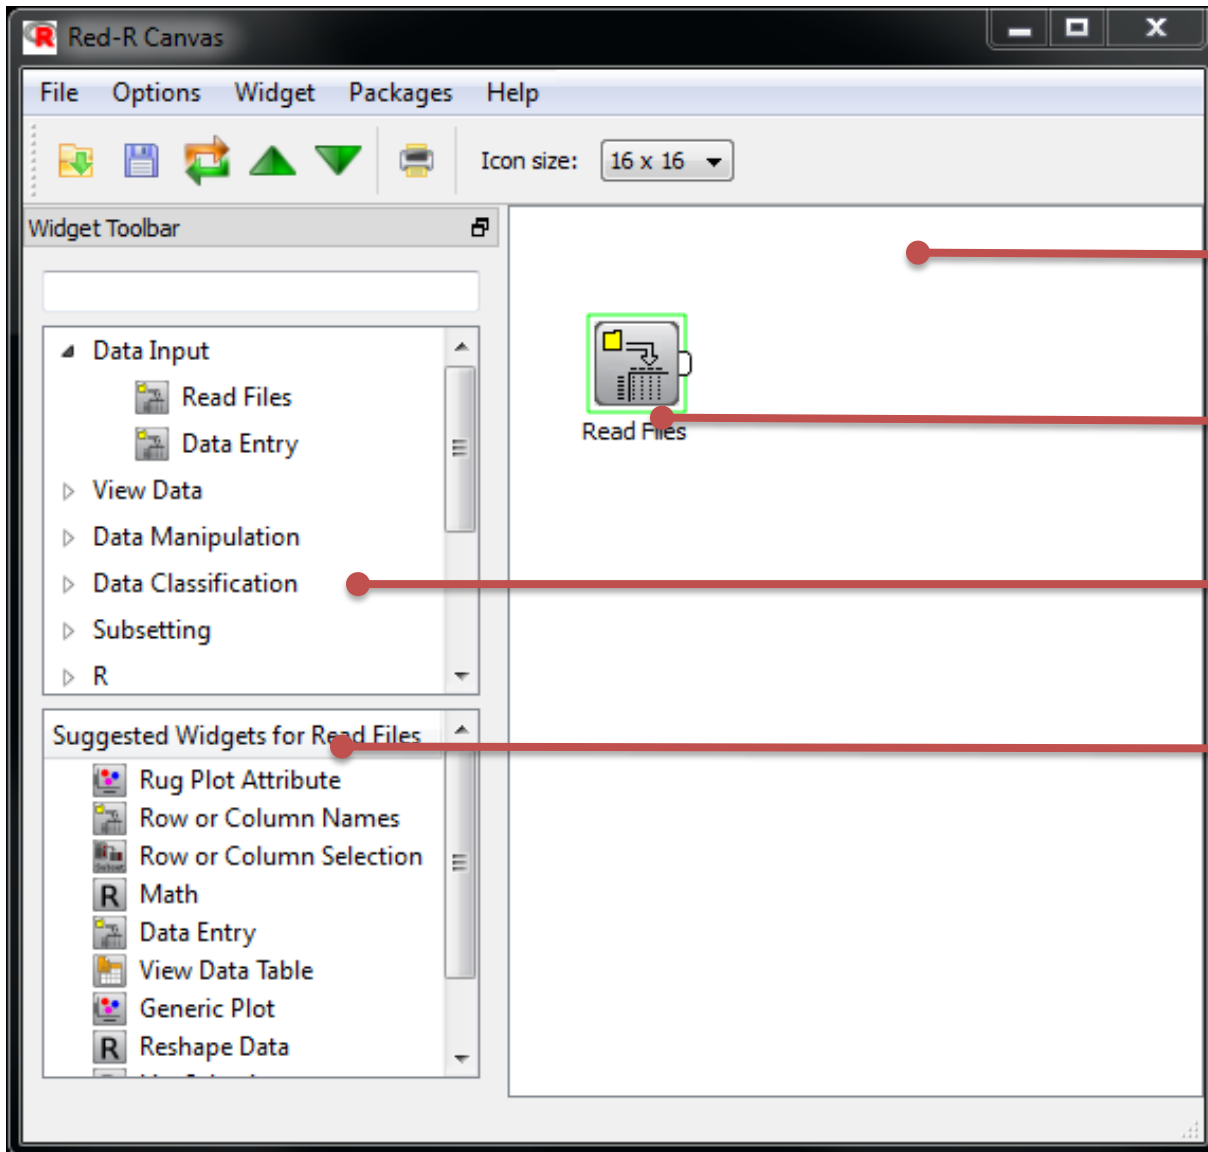 Red-R Canvas
File Options Widget Packages Help
Icon size: 16 x 16
Widget Toolbar
Data Input
Read Files
Data Entry
View Data
Data Manipulation
Data Classification
Subsetting
R
Suggested Widgets for Read Files
Rug Plot Attribute
Row or Column Names
Row or Column Selection
R Math
Data Entry
View Data Table
Generic Plot
R Reshape Data
Read Files